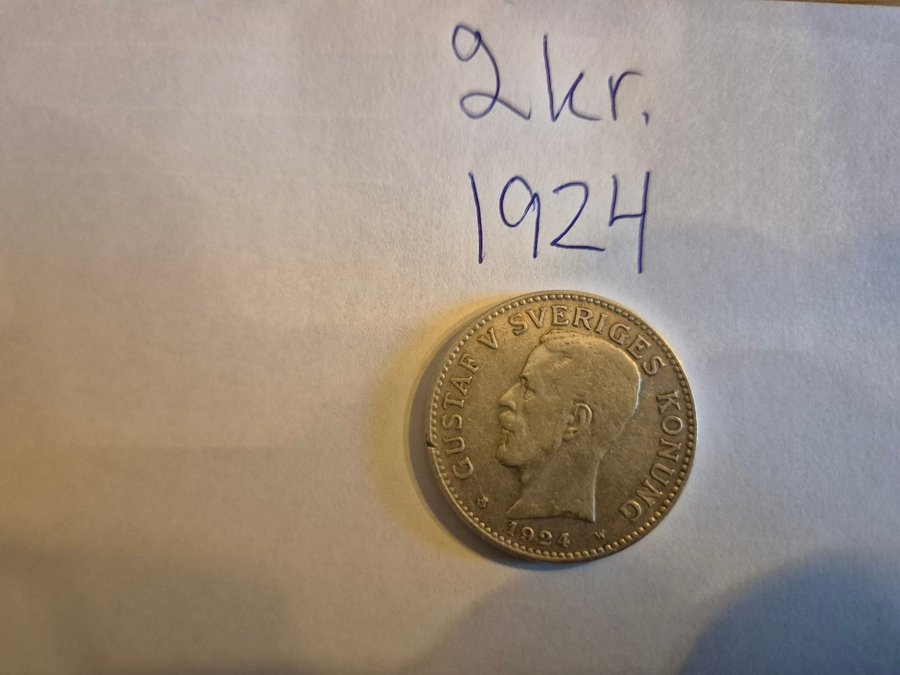 2kr.
1924
GUSTAF V SVERIGES KONUNG
1924 W